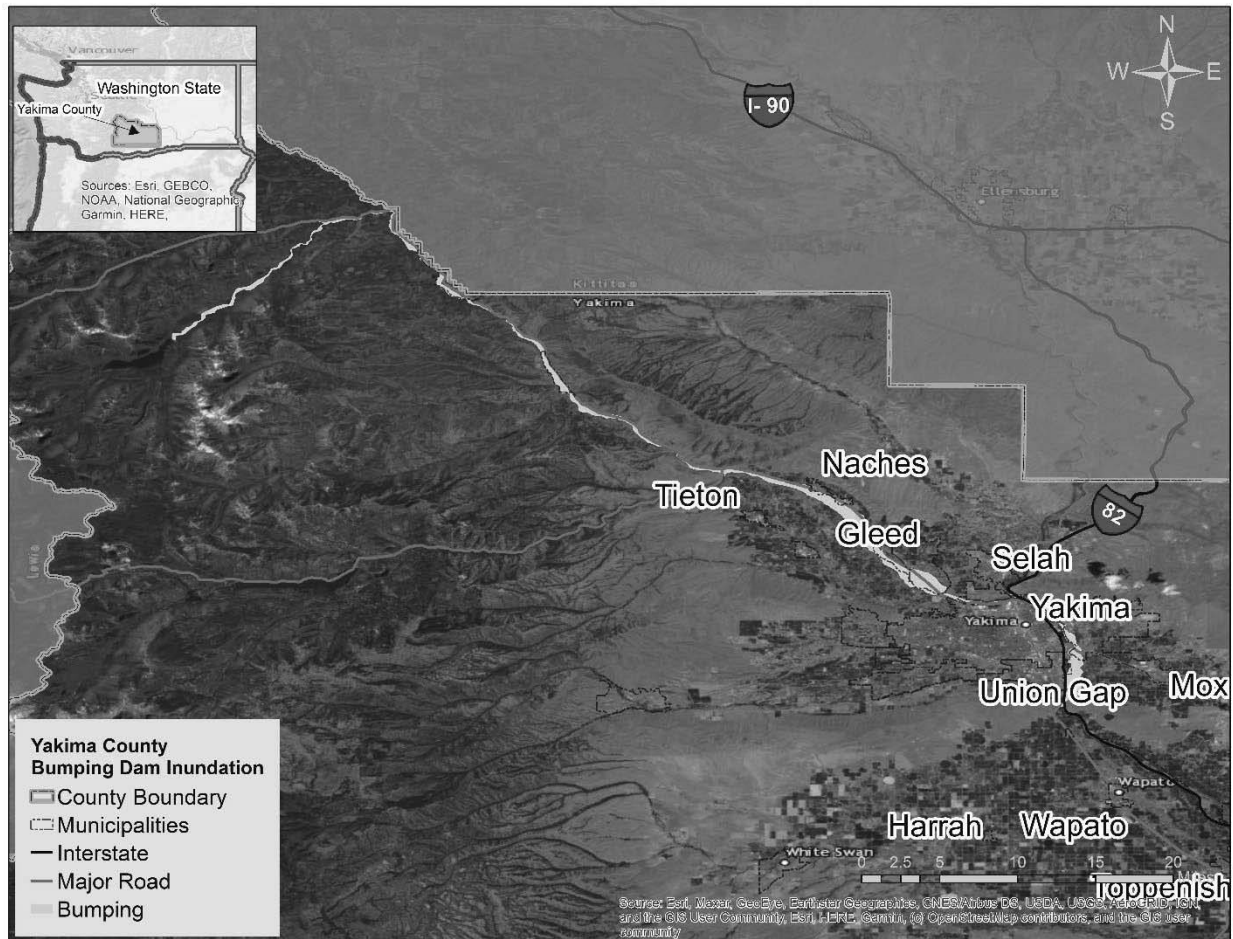 Vancouver
Washington State
Yakima County
Sources: Esri, GEBCO,
NOAA, National Geographic,
Garmin, HERE,
N
W E
S
I- 90
Ellensburg
Kittitas
Yakima
Lewis
Naches
Tieton
Gleed
82
Selah
Yakima
Yakima
Union Gap
Mox
Wapato
Harrah
Wapato
White Swan
0 2.5 5 10 15 20
Miles
Toppenish
Yakima County
Bumping Dam Inundation
County Boundary
Municipalities
Interstate
Major Road
Bumping
Source: Esri, Maxar, GeoEye, Earthstar Geographics, CNES/Airbus DS, USDA, USGS, AeroGRID, IGN,
and the GIS User Community, Esri, HERE, Garmin, (c) OpenStreetMap contributors, and the GIS user
community